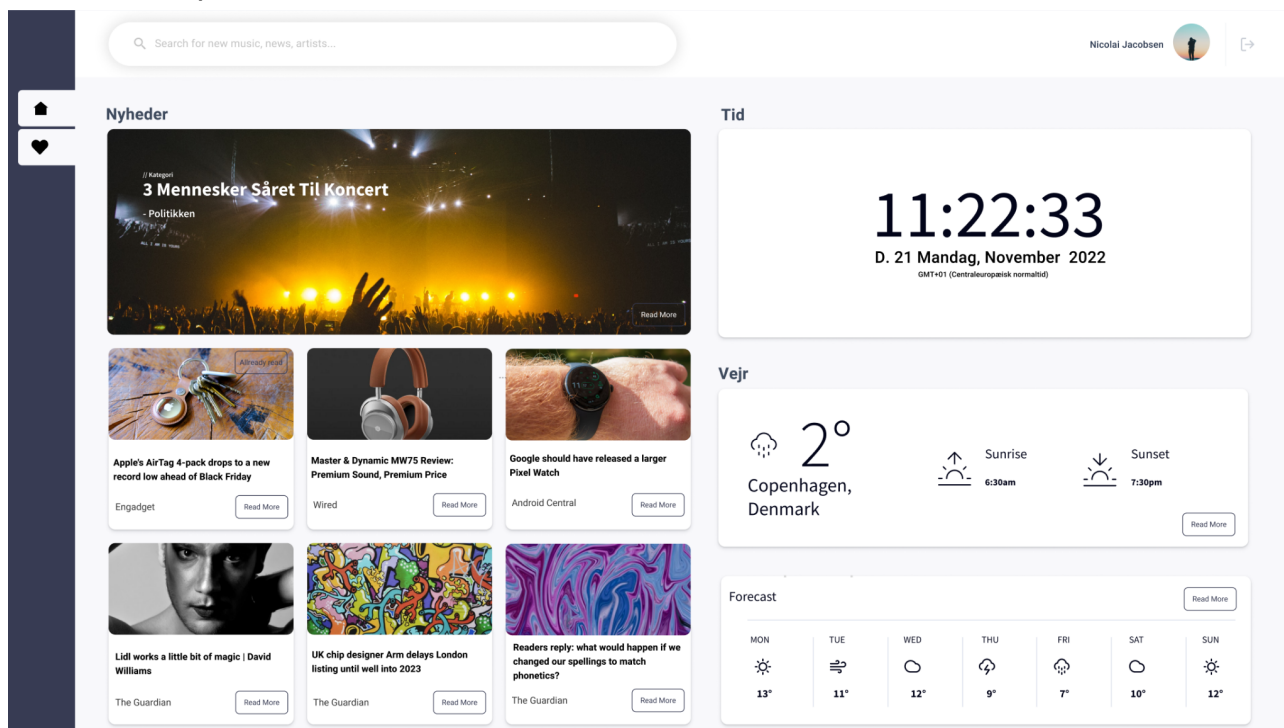 Search for new music, news, artists...
Nicolai Jacobsen
Nyheder
// Kategori
3 Mennesker Såret Til Koncert
- Politikken
ALL I AM IS YOURS
Read More
Allready read
Apple's AirTag 4-pack drops to a new
record low ahead of Black Friday
Engadget
Read More
Master & Dynamic MW75 Review:
Premium Sound, Premium Price
Wired
Read More
Google should have released a larger
Pixel Watch
Android Central
Read More
Lidl works a little bit of magic | David
Williams
The Guardian
Read More
UK chip designer Arm delays London
listing until well into 2023
The Guardian
Read More
Readers reply: what would happen if we
changed our spellings to match
phonetics?
The Guardian
Read More
Tid
11:22:33
D. 21 Mandag, November 2022
GMT+01 (Centraleuropæisk normaltid)
Vejr
2°
Copenhagen,
Denmark
Sunrise
6:30am
Sunset
7:30pm
Read More
Forecast
Read More
MON TUE WED THU FRI SAT SUN
13° 11° 12° 9° 7° 10° 12°